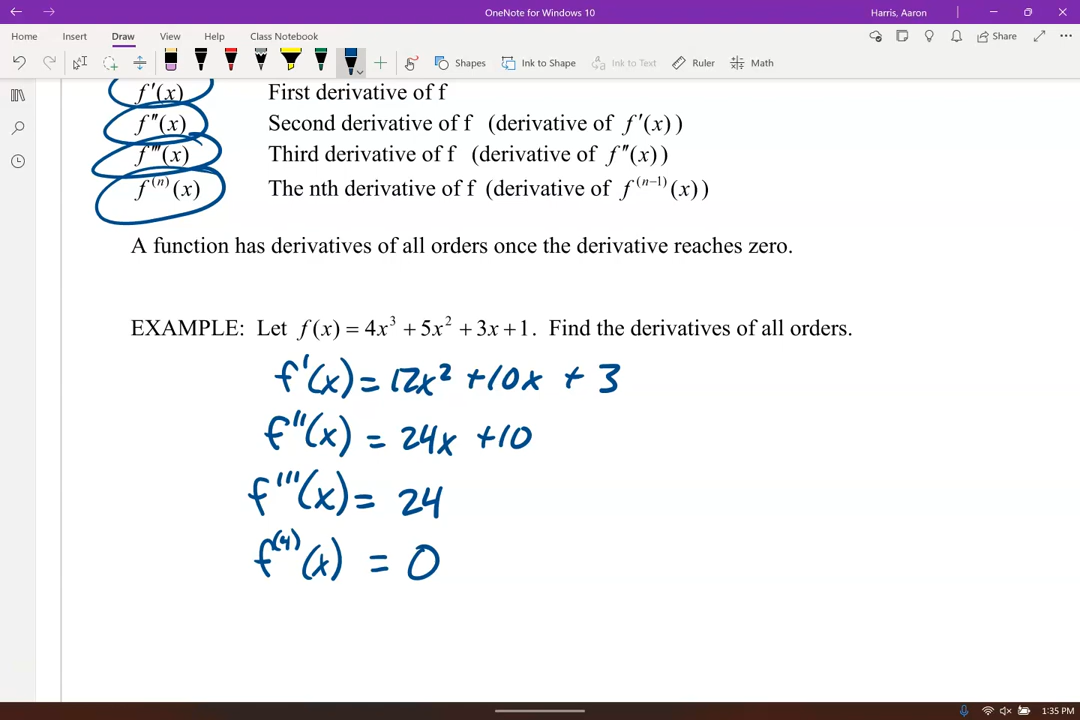 OneNote for Windows 10
Harris, Aaron
Home Insert Draw View Help Class Notebook Share
Shapes Ink to Shape Ink to Text Ruler Math
f'(x) First derivative of f
f''(x) Second derivative of f (derivative of f'(x))
f'''(x) Third derivative of f (derivative of f''(x))
f^(n)(x) The nth derivative of f (derivative of f^(n−1)(x))
A function has derivatives of all orders once the derivative reaches zero.
EXAMPLE: Let f(x) = 4x³ + 5x² + 3x + 1. Find the derivatives of all orders.
f'(x) = 12x² + 10x + 3
f''(x) = 24x + 10
f'''(x) = 24
f^(4)(x) = 0
1:35 PM